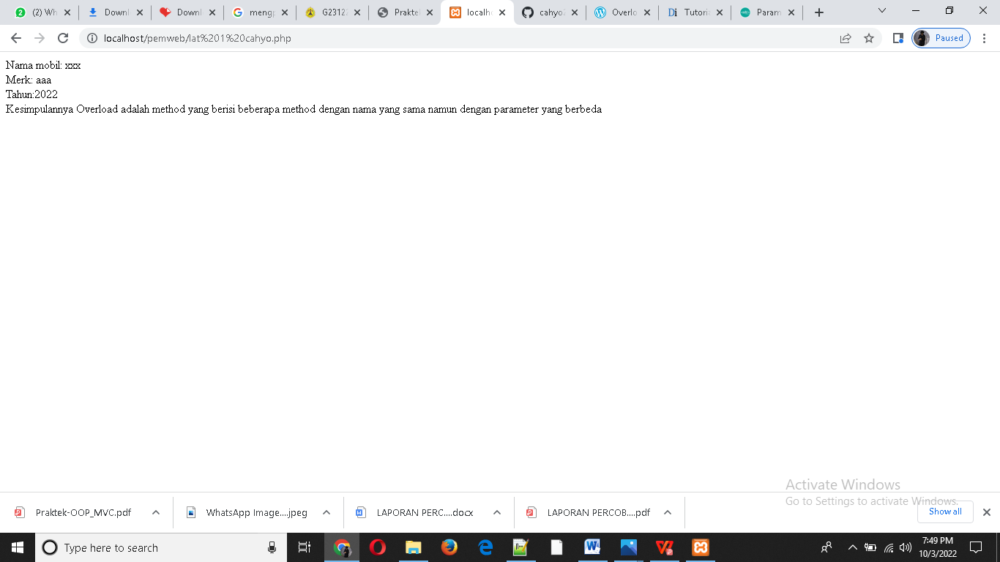 (2) Wh
Downl
Downl
meng
G2312
Prakte
localh
cahyo
Overlo
Di Tutoria
Param
localhost/pemweb/lat%201%20cahyo.php
Paused
Nama mobil: xxx
Merk: aaa
Tahun:2022
Kesimpulannya Overload adalah method yang berisi beberapa method dengan nama yang sama namun dengan parameter yang berbeda
Activate Windows
Go to Settings to activate Windows.
Praktek-OOP_MVC.pdf
WhatsApp Image....jpeg
LAPORAN PERC....docx
LAPORAN PERCOB....pdf
Show all
Type here to search
7:49 PM
10/3/2022